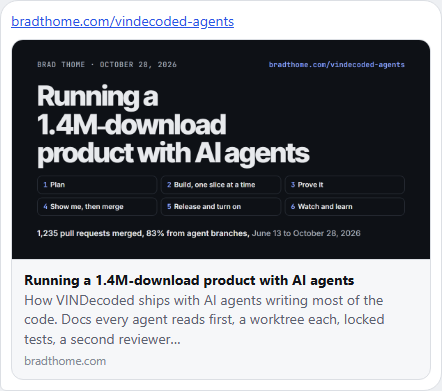 bradthome.com/vindecoded-agents
BRAD THOME · OCTOBER 28, 2026
bradthome.com/vindecoded-agents
Running a
1.4M-download
product with AI agents
1 Plan
2 Build, one slice at a time
3 Prove it
4 Show me, then merge
5 Release and turn on
6 Watch and learn
1,235 pull requests merged, 83% from agent branches, June 13 to October 28, 2026
Running a 1.4M-download product with AI agents
How VINDecoded ships with AI agents writing most of the
code. Docs every agent reads first, a worktree each, locked
tests, a second reviewer...
bradthome.com